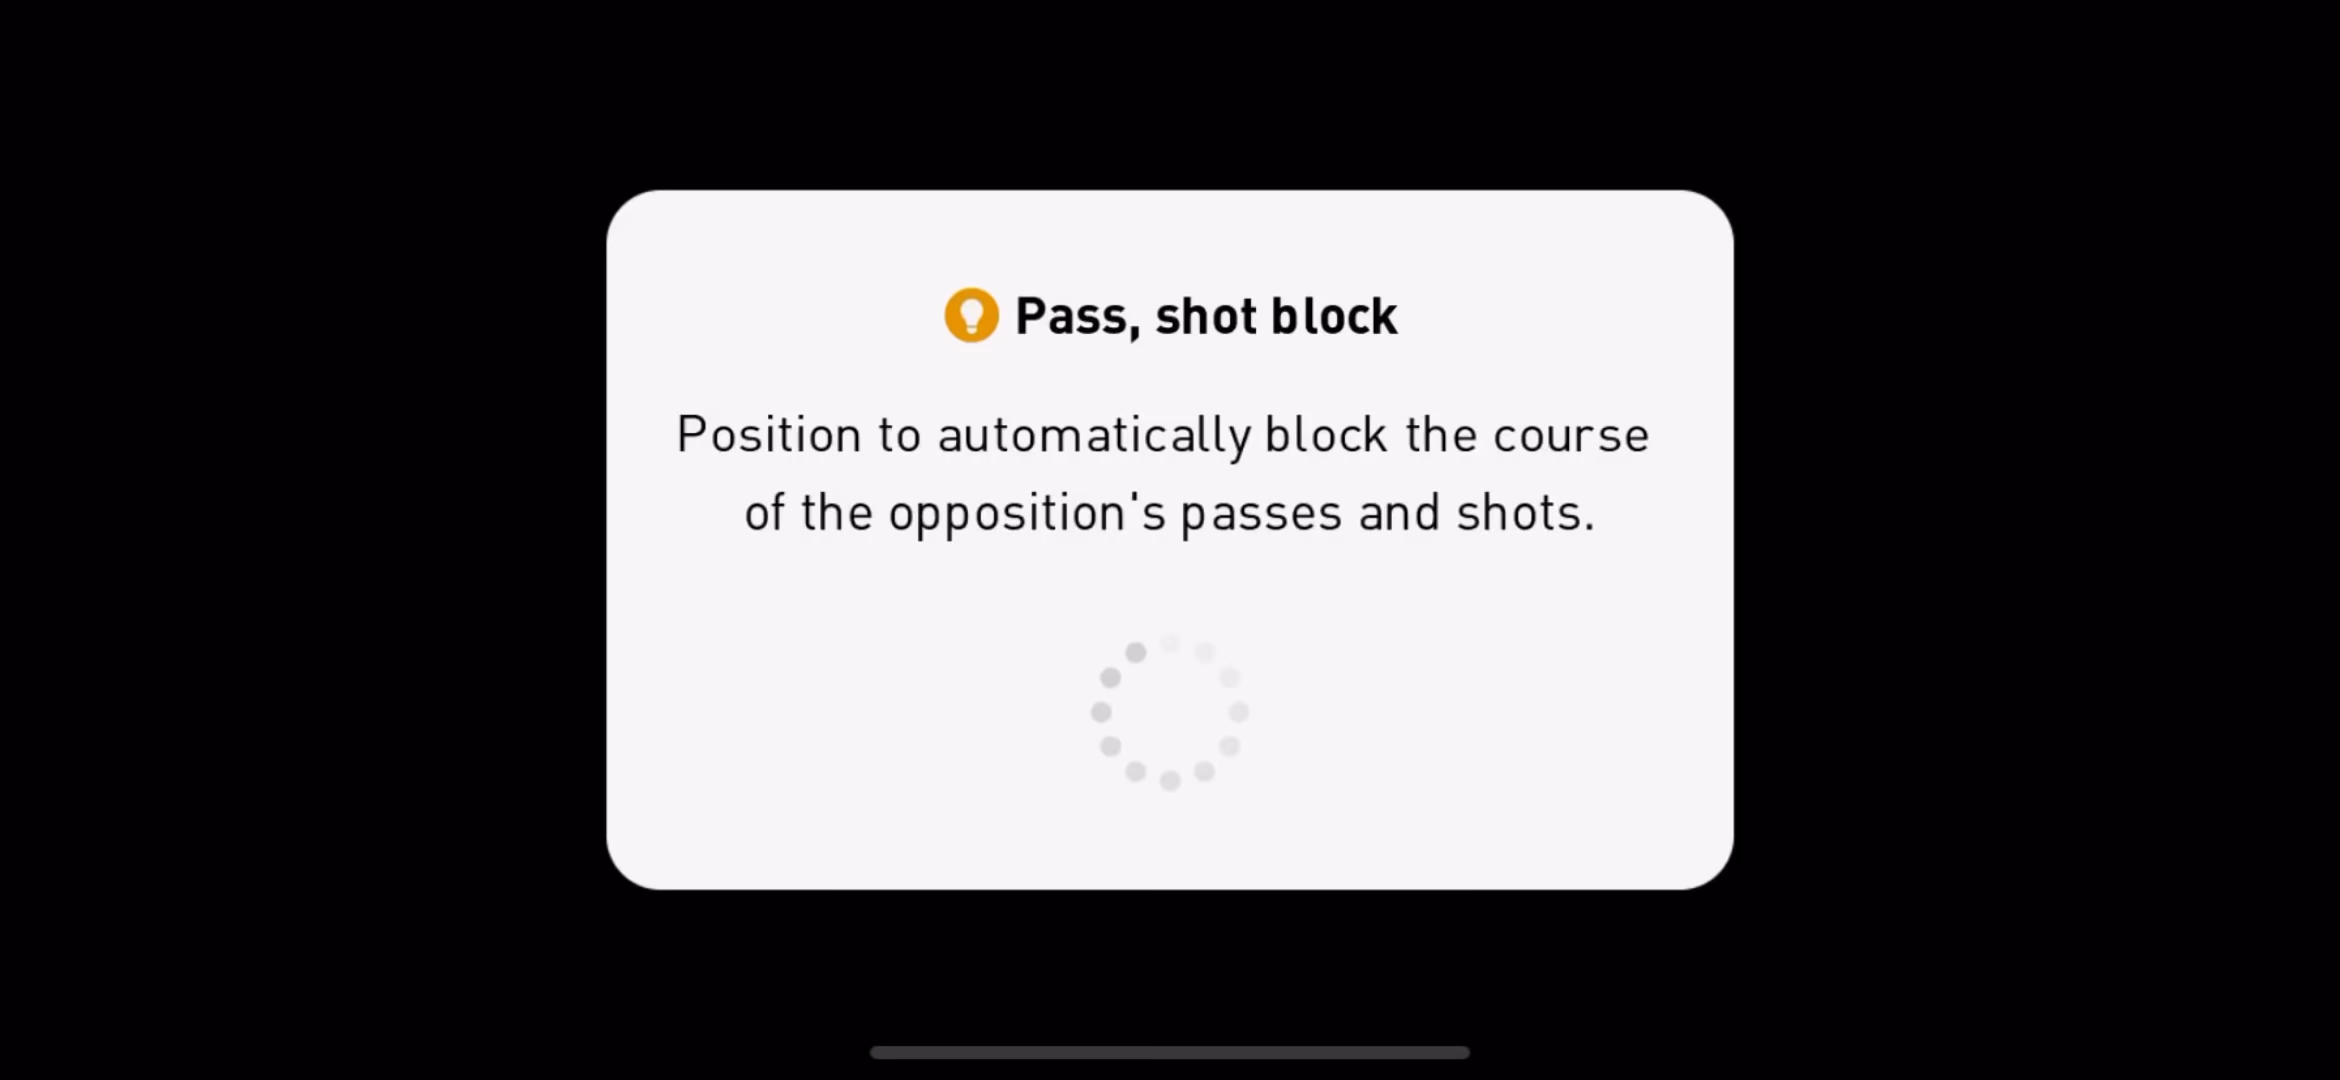 Pass, shot block
Position to automatically block the course
of the opposition's passes and shots.